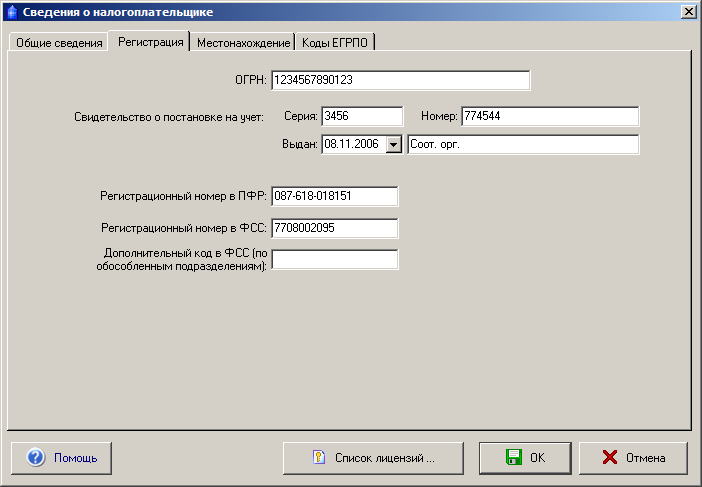 Сведения о налогоплательщике
Общие сведения Регистрация Местонахождение Коды ЕГРПО
ОГРН: 1234567890123
Свидетельство о постановке на учет: Серия: 3456 Номер: 774544
Выдан: 08.11.2006 Соот. орг.
Регистрационный номер в ПФР: 087-618-018151
Регистрационный номер в ФСС: 7708002095
Дополнительный код в ФСС (по
обособленным подразделениям):
Помощь Список лицензий ... OK Отмена